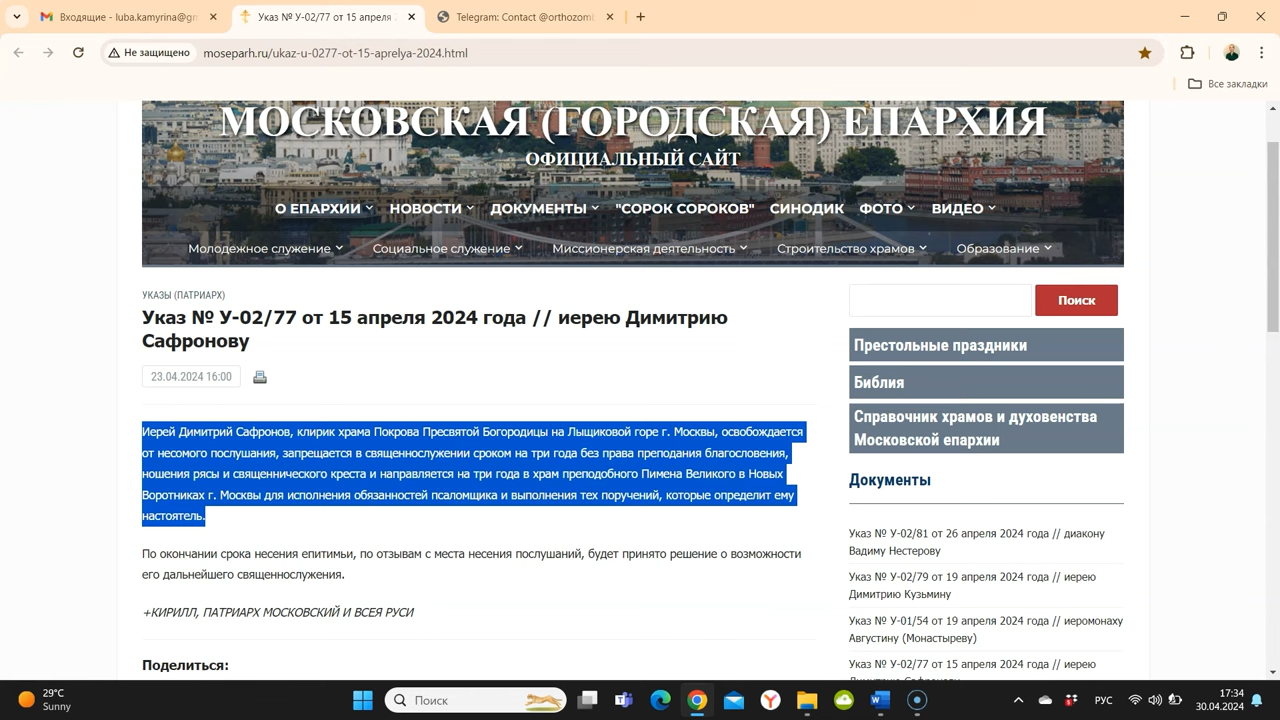 Входящие - luba.kamyrina@gm
Указ № У-02/77 от 15 апреля 2
Telegram: Contact @orthozom
Не защищено
moseparh.ru/ukaz-u-0277-ot-15-aprelya-2024.html
Все закладки
МОСКОВСКАЯ (ГОРОДСКАЯ) ЕПАРХИЯ
ОФИЦИАЛЬНЫЙ САЙТ
О ЕПАРХИИ НОВОСТИ ДОКУМЕНТЫ "СОРОК СОРОКОВ" СИНОДИК ФОТО ВИДЕО
Молодежное служение Социальное служение Миссионерская деятельность Строительство храмов Образование
УКАЗЫ (ПАТРИАРХ)
Указ № У-02/77 от 15 апреля 2024 года // иерею Димитрию
Сафронову
23.04.2024 16:00
Иерей Димитрий Сафронов, клирик храма Покрова Пресвятой Богородицы на Лыщиковой горе г. Москвы, освобождается
от несомого послушания, запрещается в священнослужении сроком на три года без права преподания благословения,
ношения рясы и священнического креста и направляется на три года в храм преподобного Пимена Великого в Новых
Воротниках г. Москвы для исполнения обязанностей псаломщика и выполнения тех поручений, которые определит ему
настоятель.
По окончании срока несения епитимьи, по отзывам с места несения послушаний, будет принято решение о возможности
его дальнейшего священнослужения.
+КИРИЛЛ, ПАТРИАРХ МОСКОВСКИЙ И ВСЕЯ РУСИ
Поделиться:
Поиск
Престольные праздники
Библия
Справочник храмов и духовенства
Московской епархии
Документы
Указ № У-02/81 от 26 апреля 2024 года // диакону
Вадиму Нестерову
Указ № У-02/79 от 19 апреля 2024 года // иерею
Димитрию Кузьмину
Указ № У-01/54 от 19 апреля 2024 года // иеромонаху
Августину (Монастыреву)
Указ № У-02/77 от 15 апреля 2024 года // иерею
Димитрию Сафронову
29°C
Sunny
Поиск
РУС
17:34
30.04.2024